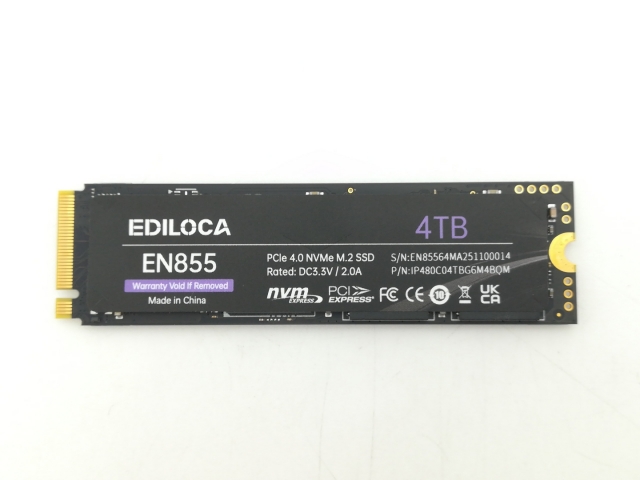 EDILOCA
4TB
EN855
PCIe 4.0 NVMe M.2 SSD
Rated: DC3.3V / 2.0A
S/N:EN85564MA251100014
P/N:IP480C04TBG6M4BQM
Warranty Void If Removed
Made in China
nvm EXPRESS
PCI EXPRESS
FC CE 10 UK CA